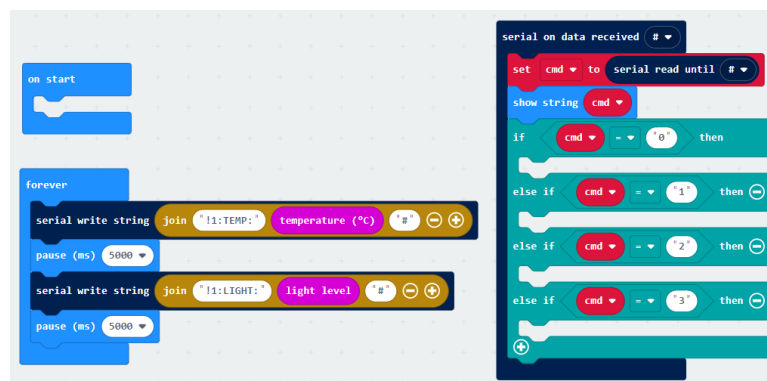 on start
forever
serial write string join "!1:TEMP:" temperature (°C) "#"
pause (ms) 5000
serial write string join "!1:LIGHT:" light level "#"
pause (ms) 5000
serial on data received #
set cmd to serial read until #
show string cmd
if cmd = "0" then
else if cmd = "1" then
else if cmd = "2" then
else if cmd = "3" then